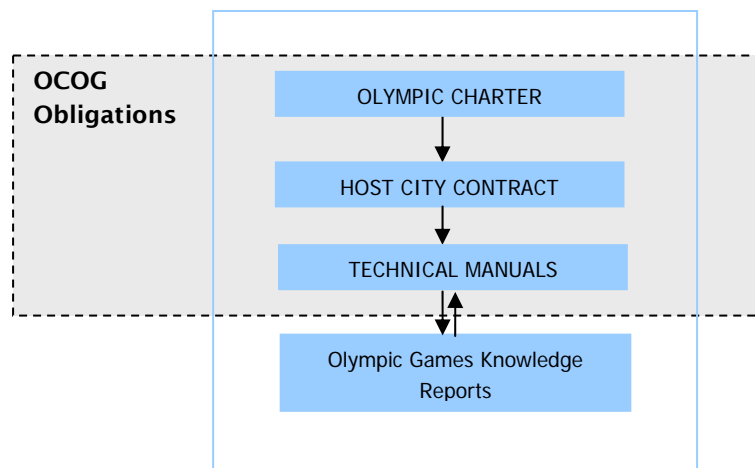 OCOG
Obligations
OLYMPIC CHARTER
HOST CITY CONTRACT
TECHNICAL MANUALS
Olympic Games Knowledge
Reports